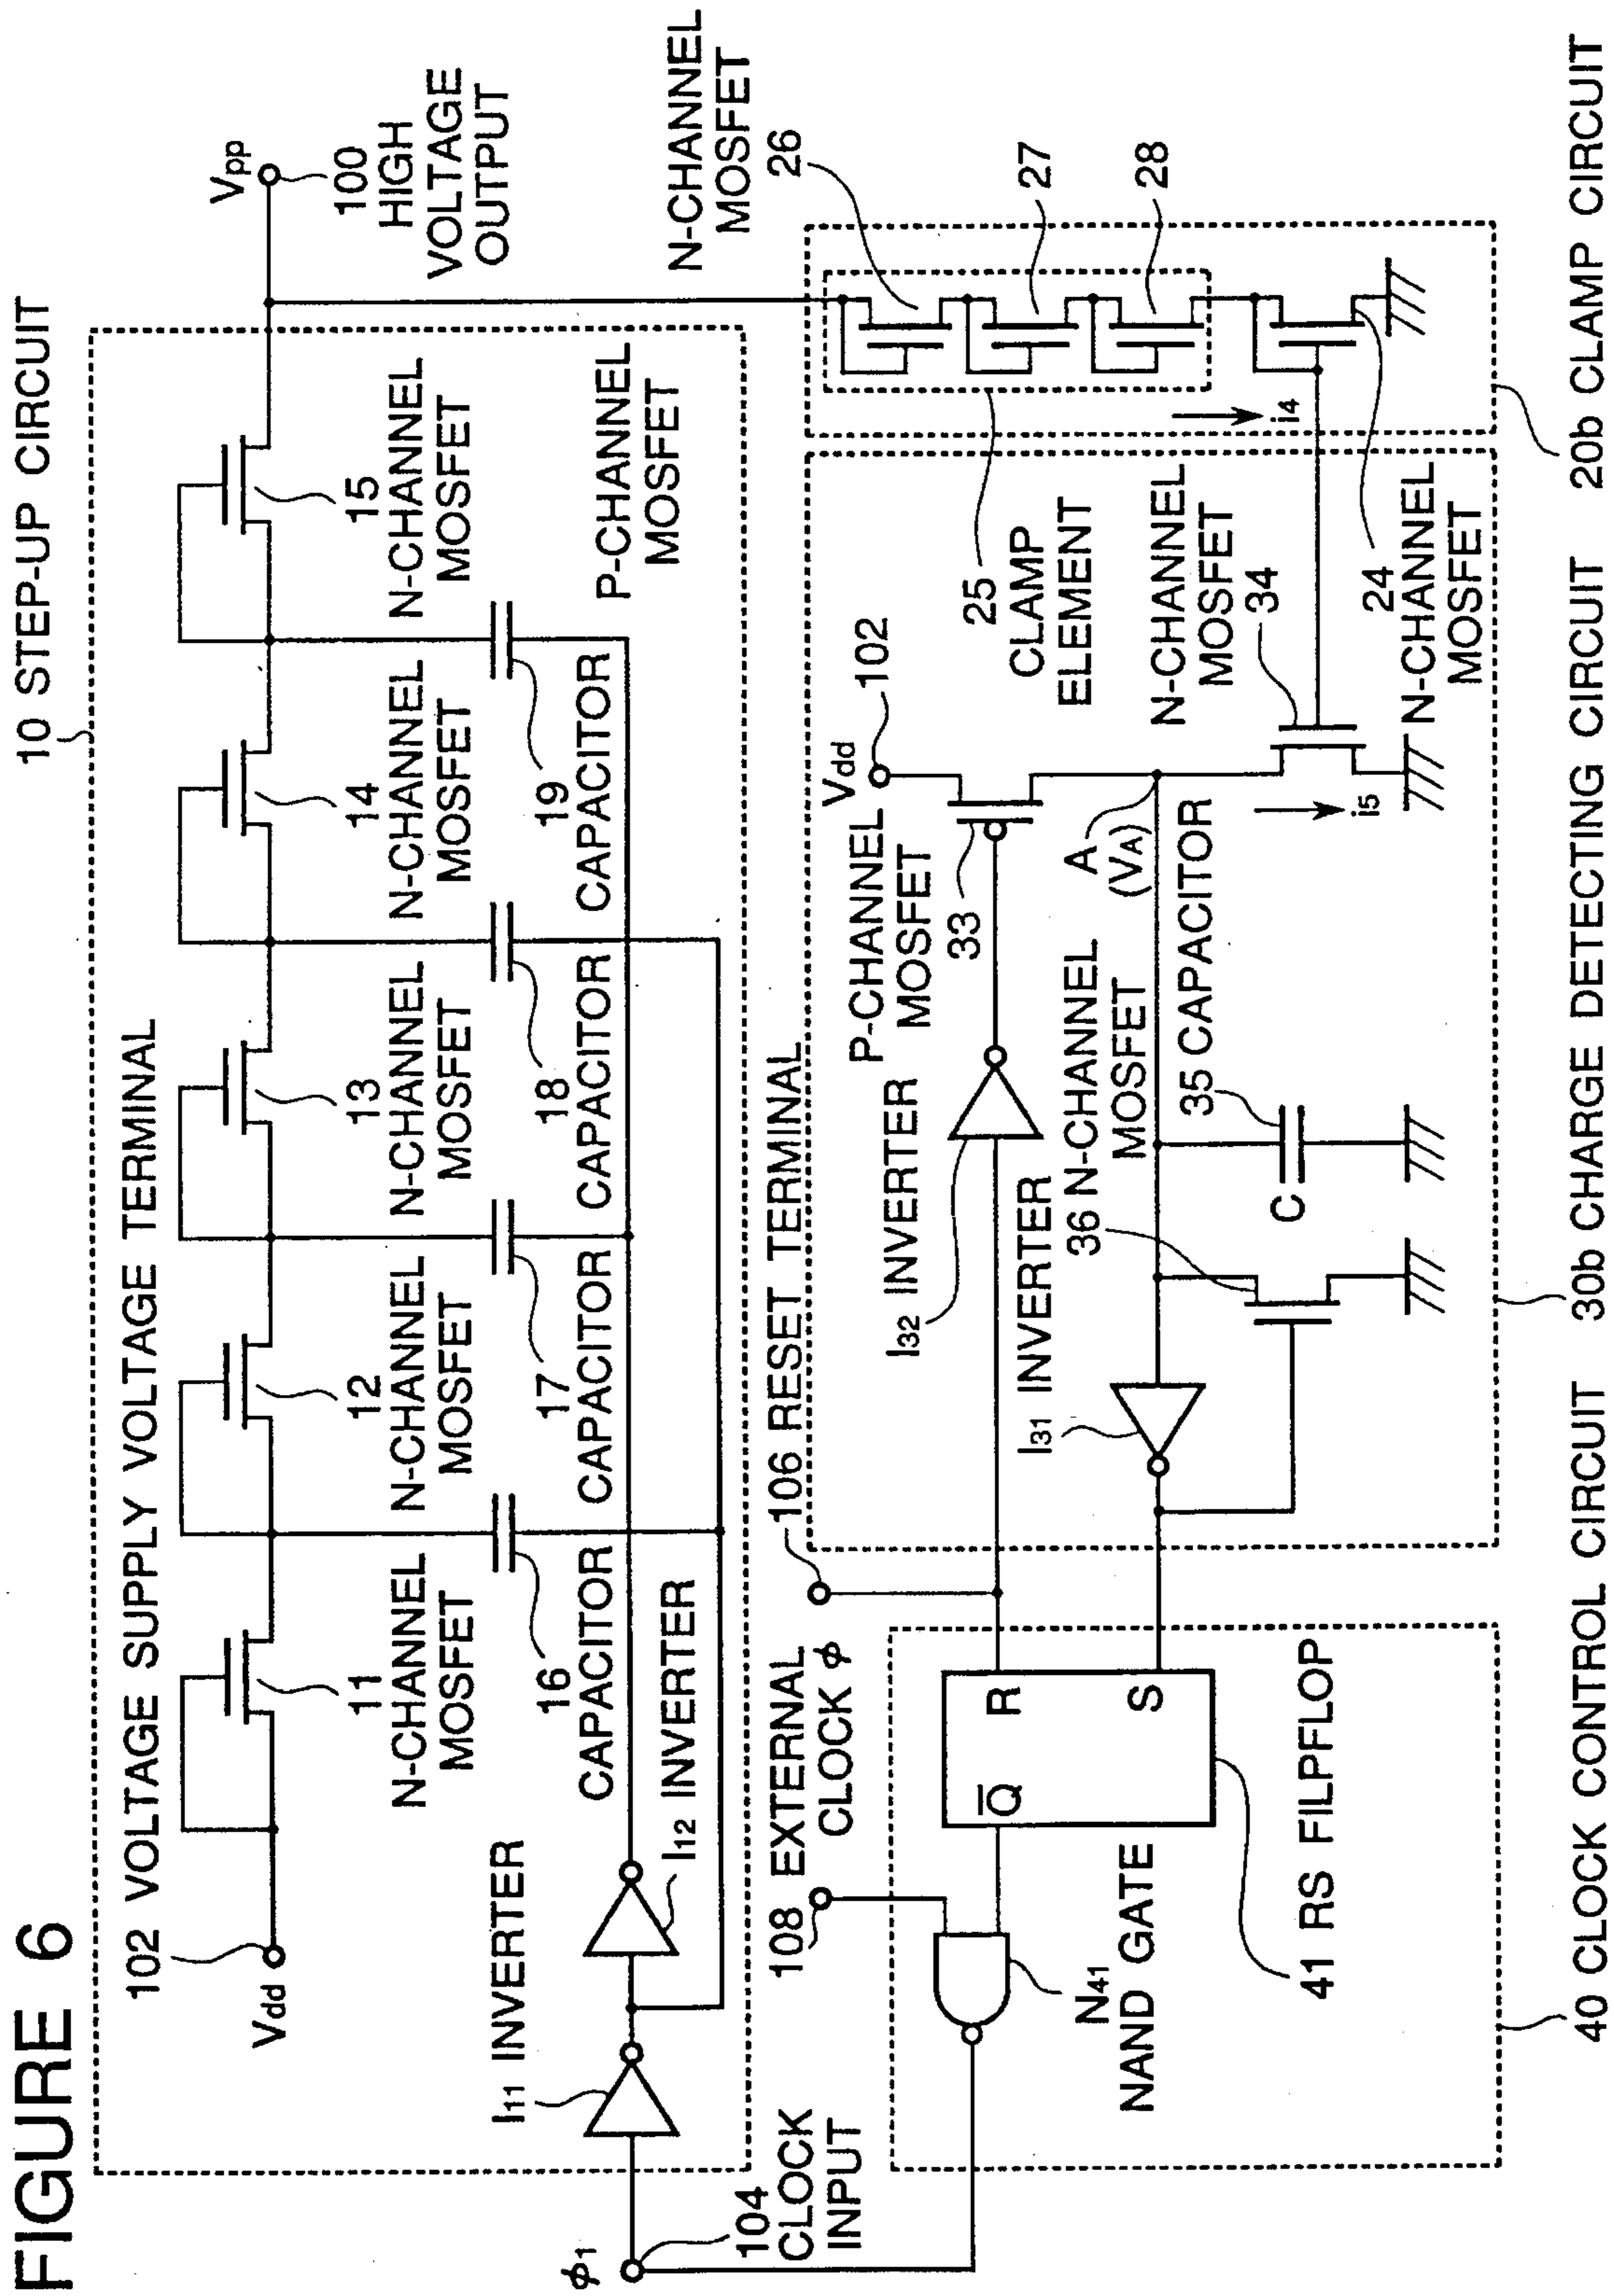 FIGURE 6
10 STEP-UP CIRCUIT
102 VOLTAGE SUPPLY VOLTAGE TERMINAL
Vdd
11
N-CHANNEL
MOSFET
12
N-CHANNEL
MOSFET
13
N-CHANNEL
MOSFET
14
N-CHANNEL
MOSFET
15
N-CHANNEL
MOSFET
Vpp
100
HIGH
VOLTAGE
OUTPUT
16
CAPACITOR
17
CAPACITOR
18
CAPACITOR
19
CAPACITOR
I11 INVERTER
I12 INVERTER
P-CHANNEL
MOSFET
N-CHANNEL
MOSFET
26
27
28
ϕ1
104
CLOCK
INPUT
108 EXTERNAL
CLOCK ϕ
106 RESET TERMINAL
N41
NAND GATE
Q̅
R
S
41 RS FILPFLOP
I32 INVERTER
P-CHANNEL
MOSFET
33
Vdd
102
I31 INVERTER
36 N-CHANNEL
MOSFET
35 CAPACITOR
C
A
(VA)
25
CLAMP
ELEMENT
N-CHANNEL
MOSFET
34
i4
i5
24
N-CHANNEL
MOSFET
40 CLOCK CONTROL CIRCUIT
30b CHARGE DETECTING CIRCUIT
20b CLAMP CIRCUIT